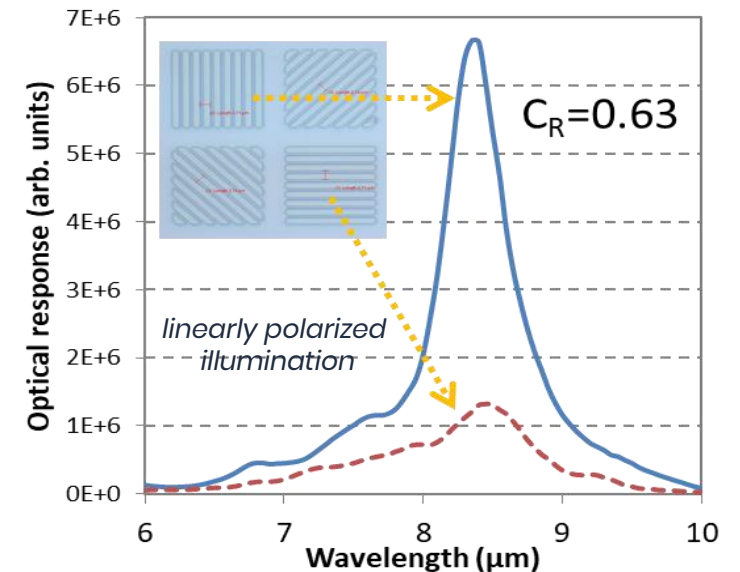 7E+6
6E+6
5E+6
4E+6
3E+6
2E+6
1E+6
0E+0
Optical response (arb. units)
C_R=0.63
linearly polarized
illumination
6 7 8 9 10
Wavelength (µm)